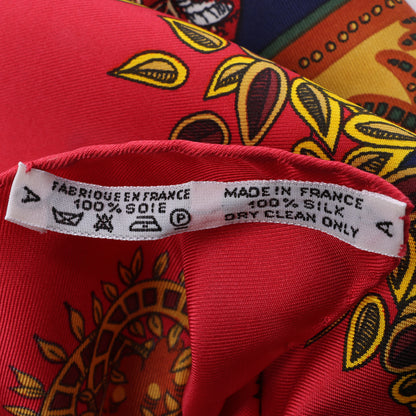 A
FABRIQUE EN FRANCE
100% SOIE
P
MADE IN FRANCE
100% SILK
DRY CLEAN ONLY
A